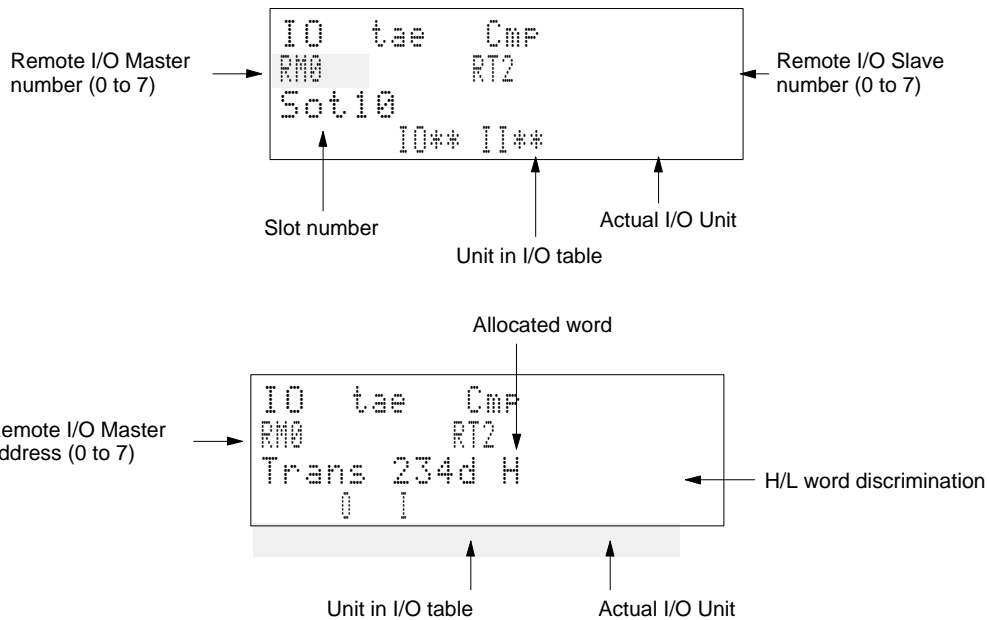 IO tae Cmp
Remote I/O Master
number (0 to 7)
RM0 RT2
Remote I/O Slave
number (0 to 7)
Sot10
IO** II**
Slot number
Actual I/O Unit
Unit in I/O table
Allocated word
IO tae Cmp
emote I/O Master
ddress (0 to 7)
RM0 RT2
Trans 234d H
H/L word discrimination
O I
Unit in I/O table
Actual I/O Unit